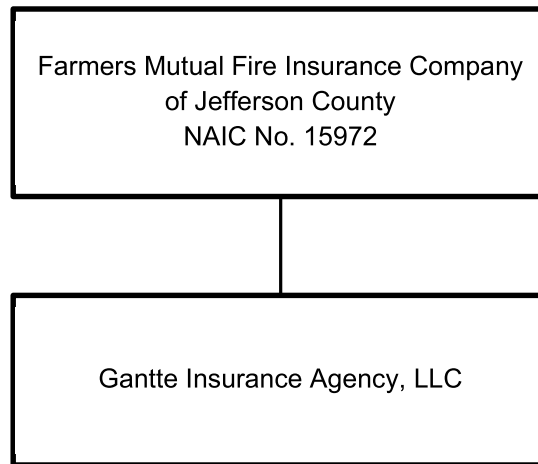 Farmers Mutual Fire Insurance Company
of Jefferson County
NAIC No. 15972
Gantte Insurance Agency, LLC